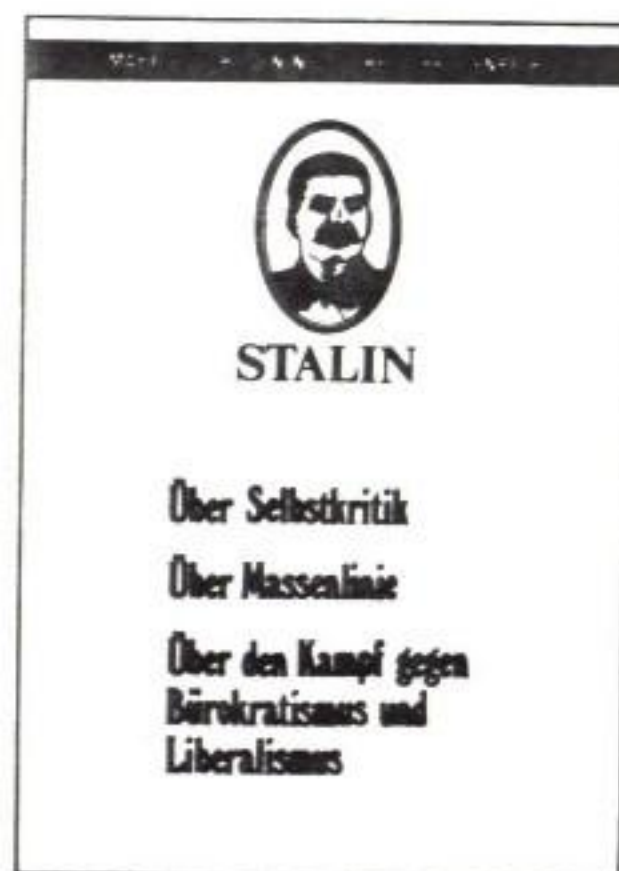 STALIN
Über Selbstkritik
Über Massenlinie
Über den Kampf gegen
Bürokratismus und
Liberalismus